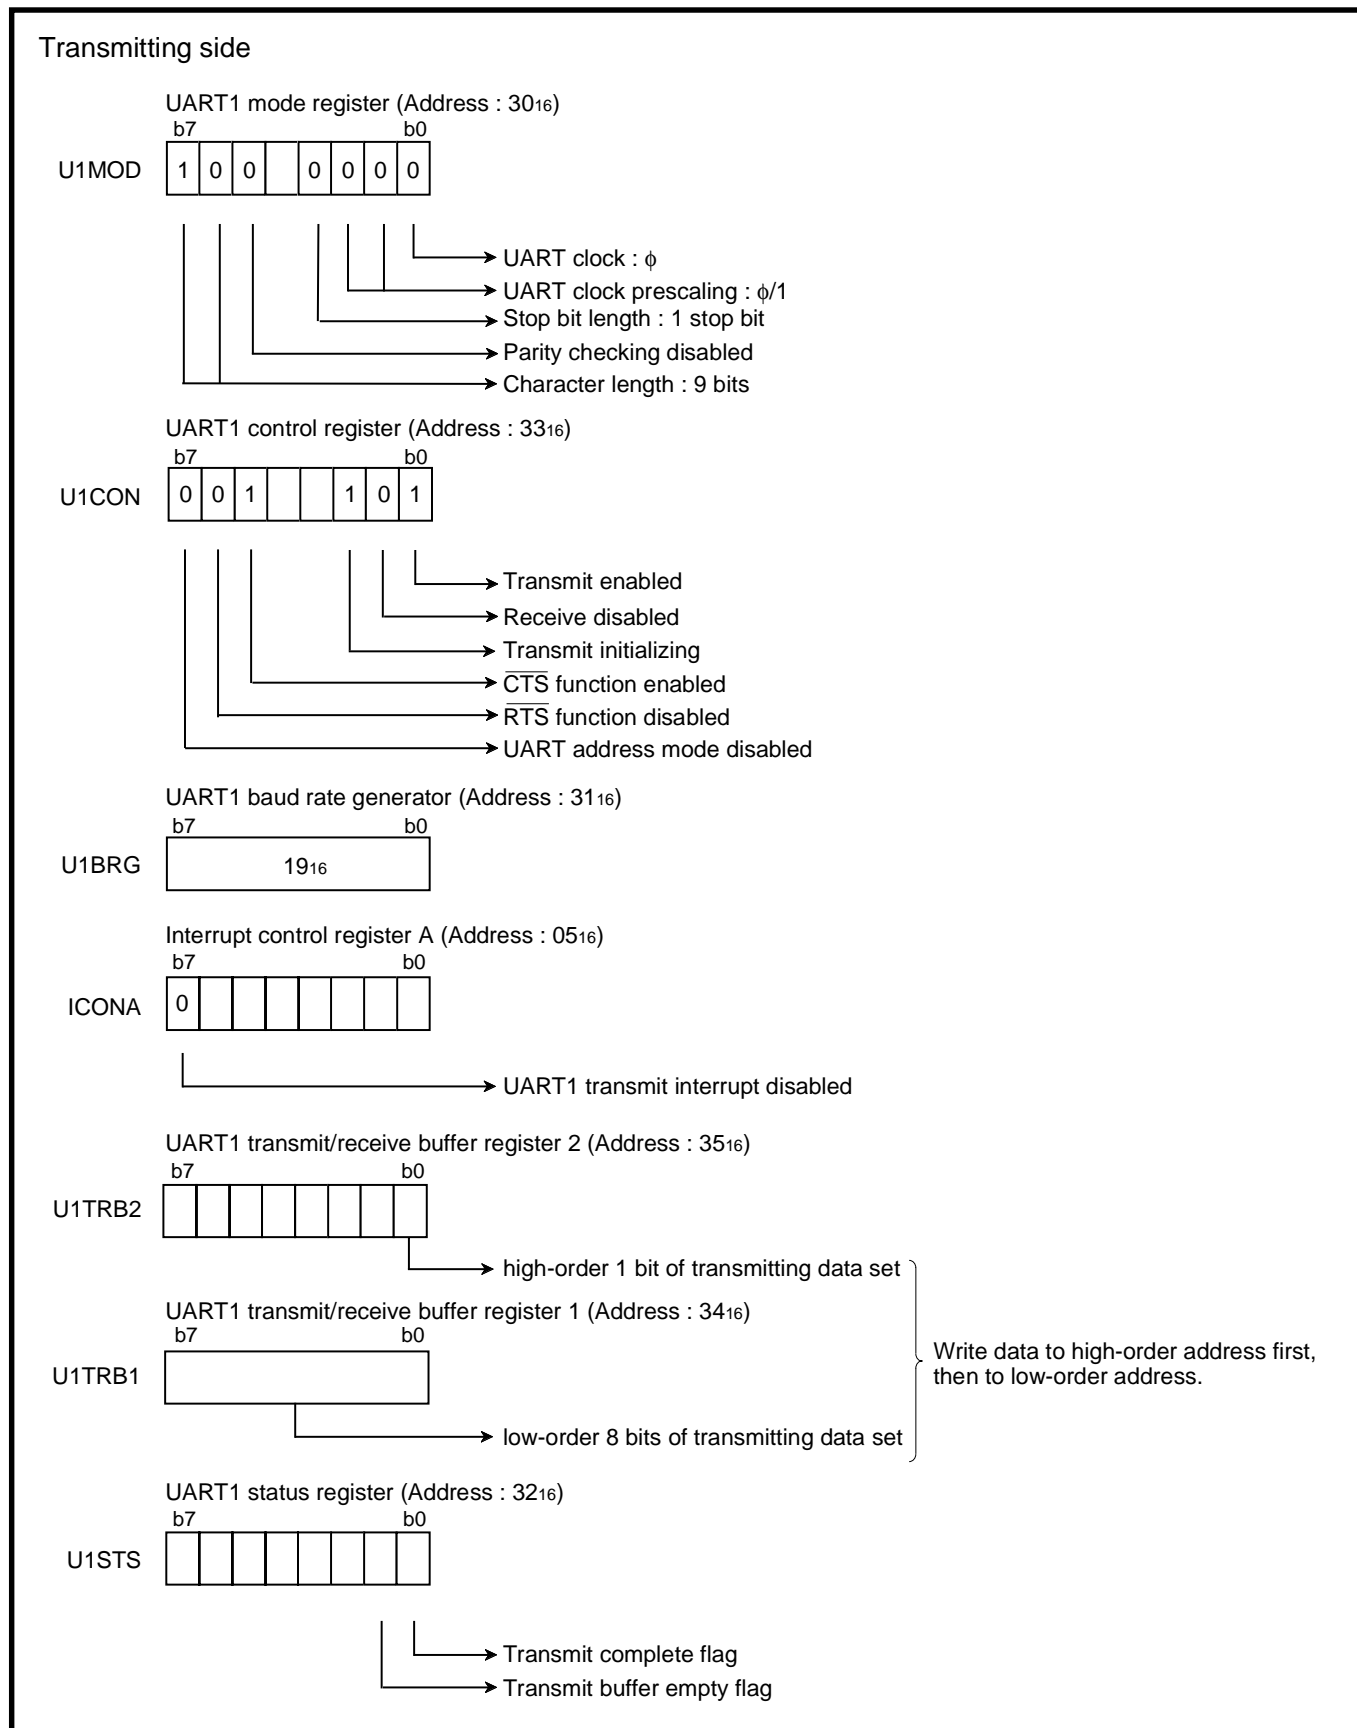 Transmitting side
UART1 mode register (Address : 30₁₆)
b7 b0
U1MOD 1 0 0 0 0 0 0
UART clock : ϕ
UART clock prescaling : ϕ/1
Stop bit length : 1 stop bit
Parity checking disabled
Character length : 9 bits
UART1 control register (Address : 33₁₆)
b7 b0
U1CON 0 0 1 1 0 1
Transmit enabled
Receive disabled
Transmit initializing
C̅T̅S̅ function enabled
R̅T̅S̅ function disabled
UART address mode disabled
UART1 baud rate generator (Address : 31₁₆)
b7 b0
U1BRG 19₁₆
Interrupt control register A (Address : 05₁₆)
b7 b0
ICONA 0
UART1 transmit interrupt disabled
UART1 transmit/receive buffer register 2 (Address : 35₁₆)
b7 b0
U1TRB2
high-order 1 bit of transmitting data set
UART1 transmit/receive buffer register 1 (Address : 34₁₆)
b7 b0
U1TRB1
Write data to high-order address first,
then to low-order address.
low-order 8 bits of transmitting data set
UART1 status register (Address : 32₁₆)
b7 b0
U1STS
Transmit complete flag
Transmit buffer empty flag